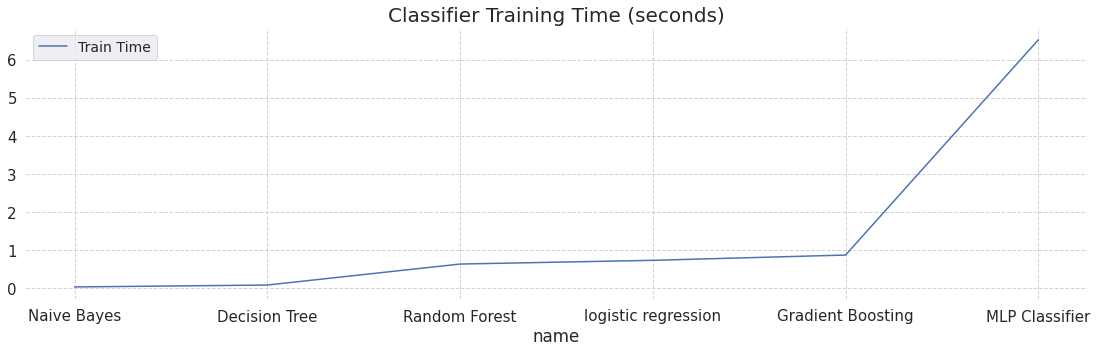 Classifier Training Time (seconds)
Train Time
6
5
4
3
2
1
0
Naive Bayes Decision Tree Random Forest logistic regression Gradient Boosting MLP Classifier
name